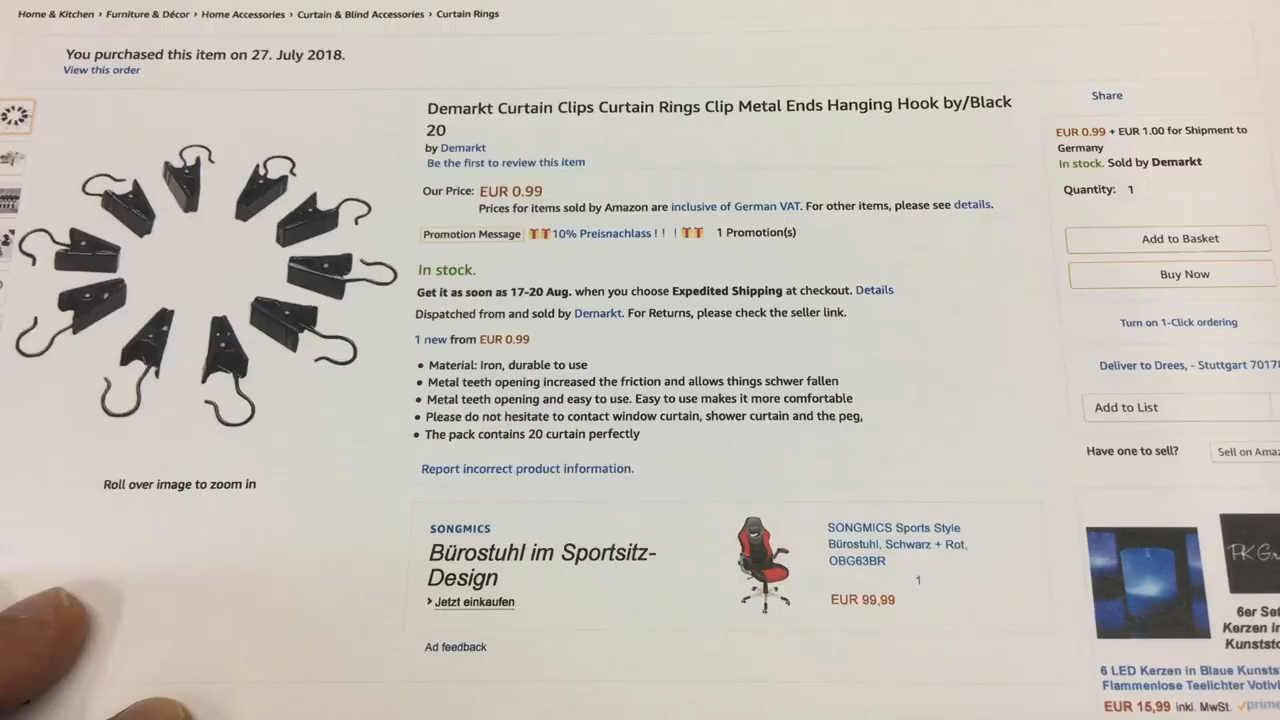 Home & Kitchen › Furniture & Décor › Home Accessories › Curtain & Blind Accessories › Curtain Rings
You purchased this item on 27. July 2018.
View this order
Demarkt Curtain Clips Curtain Rings Clip Metal Ends Hanging Hook by/Black
20
by Demarkt
Be the first to review this item
Our Price: EUR 0.99
Prices for items sold by Amazon are inclusive of German VAT. For other items, please see details.
Promotion Message 10% Preisnachlass ! ! ! 1 Promotion(s)
In stock.
Get it as soon as 17-20 Aug. when you choose Expedited Shipping at checkout. Details
Dispatched from and sold by Demarkt. For Returns, please check the seller link.
1 new from EUR 0.99
• Material: Iron, durable to use
• Metal teeth opening increased the friction and allows things schwer fallen
• Metal teeth opening and easy to use. Easy to use makes it more comfortable
• Please do not hesitate to contact window curtain, shower curtain and the peg,
• The pack contains 20 curtain perfectly
Report incorrect product information.
Roll over image to zoom in
SONGMICS
Bürostuhl im Sportsitz-
Design
› Jetzt einkaufen
SONGMICS Sports Style
Bürostuhl, Schwarz + Rot,
OBG63BR
1
EUR 99,99
Ad feedback
Share
EUR 0.99 + EUR 1.00 for Shipment to
Germany
In stock. Sold by Demarkt
Quantity: 1
Add to Basket
Buy Now
Turn on 1-Click ordering
Deliver to Drees, - Stuttgart 7017
Add to List
Have one to sell?
Sell on Amaz
PK Gr
6er Set
Kerzen in
Kunststo
6 LED Kerzen in Blaue Kunsts
Flammenlose Teelichter Votivi
EUR 15,99 inkl. MwSt. prime